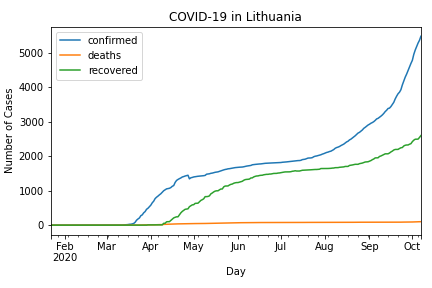 COVID-19 in Lithuania
confirmed
deaths
recovered
Number of Cases
5000
4000
3000
2000
1000
0
Feb Mar Apr May Jun Jul Aug Sep Oct
2020
Day